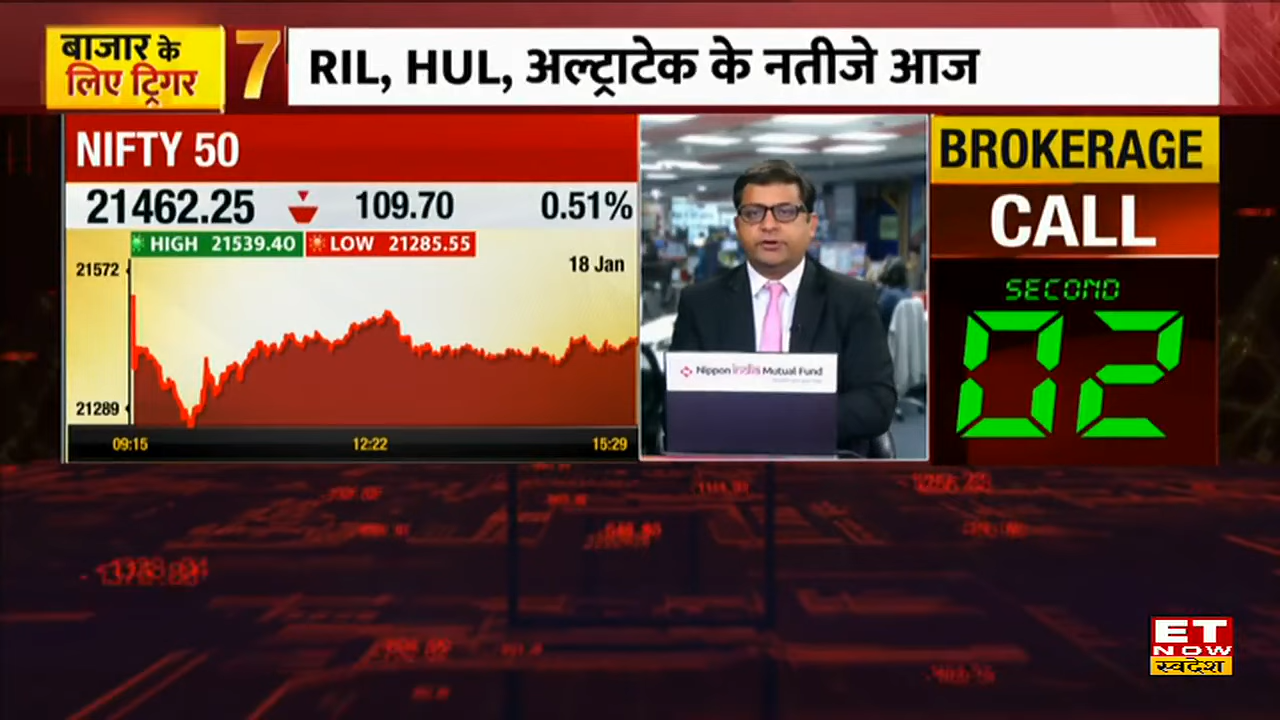 बाजार के
लिए ट्रिगर
7
RIL, HUL, अल्ट्राटेक के नतीजे आज
NIFTY 50
21462.25 109.70 0.51%
HIGH 21539.40 LOW 21285.55
18 Jan
21572
21289
09:15 12:22 15:29
Nippon india Mutual Fund
BROKERAGE
CALL
SECOND
02
ET
NOW
स्वदेश